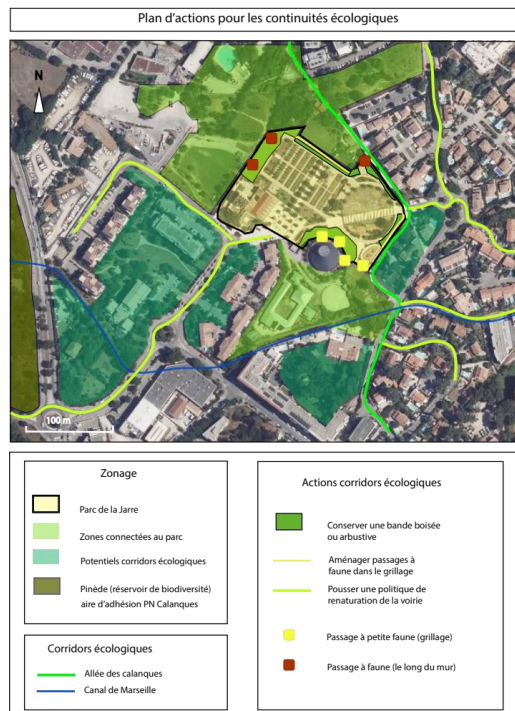 Plan d'actions pour les continuités écologiques
N
100 m
Zonage
Parc de la Jarre
Zones connectées au parc
Potentiels corridors écologiques
Pinède (réservoir de biodiversité)
aire d'adhésion PN Calanques
Corridors écologiques
Allée des calanques
Canal de Marseille
Actions corridors écologiques
Conserver une bande boisée
ou arbustive
Aménager passages à
faune dans le grillage
Pousser une politique de
renaturation de la voirie
Passage à petite faune (grillage)
Passage à faune (le long du mur)